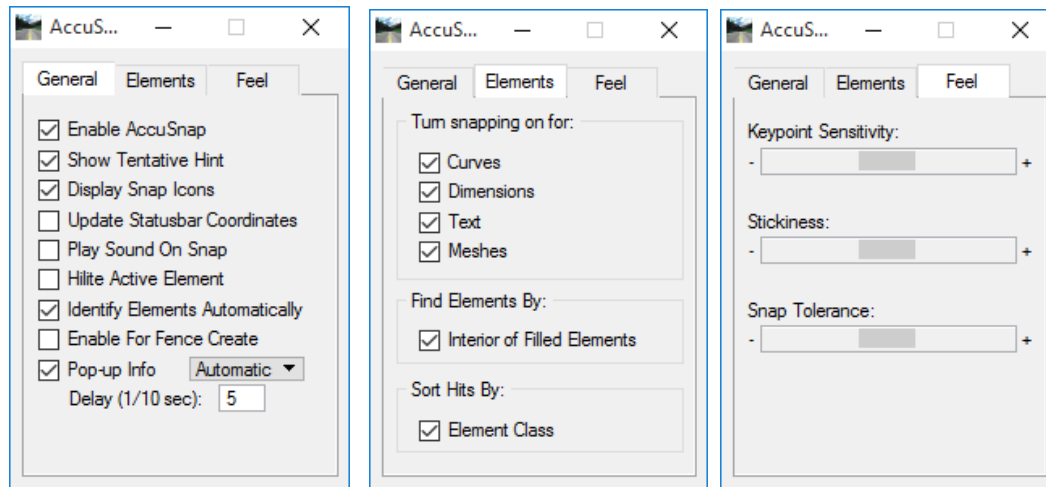 AccuS...
General Elements Feel
Enable AccuSnap
Show Tentative Hint
Display Snap Icons
Update Statusbar Coordinates
Play Sound On Snap
Hilite Active Element
Identify Elements Automatically
Enable For Fence Create
Pop-up Info Automatic
Delay (1/10 sec): 5
AccuS...
General Elements Feel
Turn snapping on for:
Curves
Dimensions
Text
Meshes
Find Elements By:
Interior of Filled Elements
Sort Hits By:
Element Class
AccuS...
General Elements Feel
Keypoint Sensitivity:
- +
Stickiness:
- +
Snap Tolerance:
- +